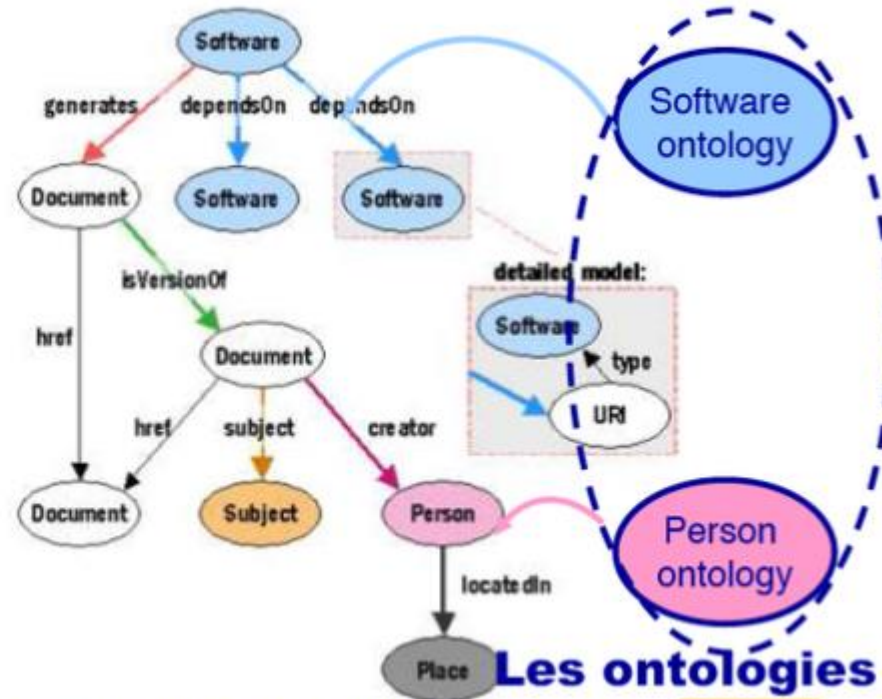 Software
generates
dependsOn
dependsOn
Software
ontology
Document
Software
Software
isVersionOf
detailed model:
Software
href
type
Document
URI
href
subject
creator
Document
Subject
Person
Person
ontology
locatedIn
Place
Les ontologies